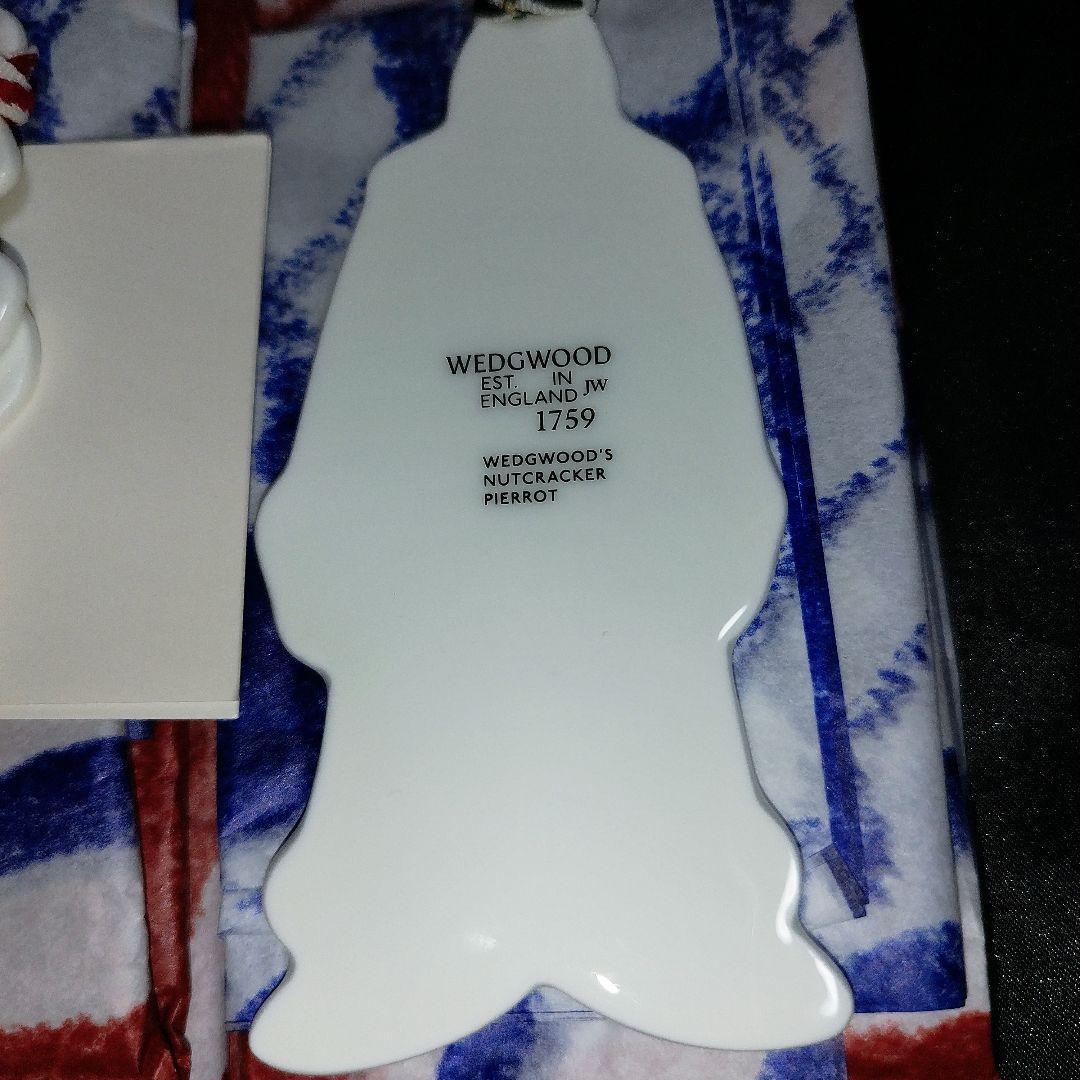 WEDGWOOD
EST. IN
ENGLAND JW
1759
WEDGWOOD'S
NUTCRACKER
PIERROT